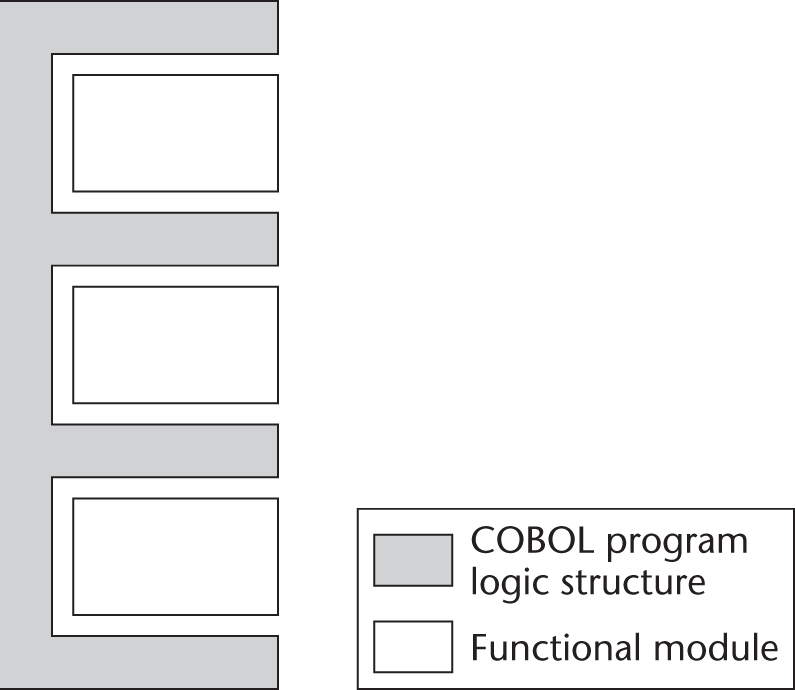 COBOL program
logic structure
Functional module